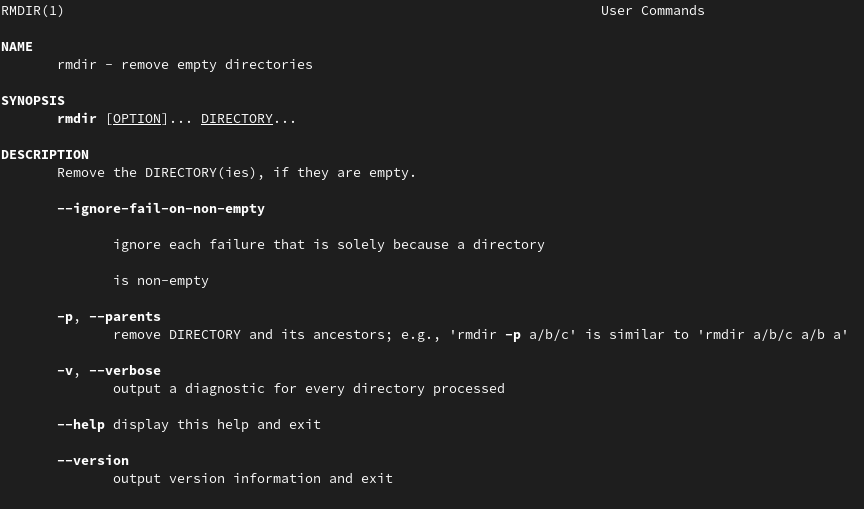 RMDIR(1) User Commands
NAME
rmdir - remove empty directories
SYNOPSIS
rmdir [OPTION]... DIRECTORY...
DESCRIPTION
Remove the DIRECTORY(ies), if they are empty.
--ignore-fail-on-non-empty
ignore each failure that is solely because a directory
is non-empty
-p, --parents
remove DIRECTORY and its ancestors; e.g., 'rmdir -p a/b/c' is similar to 'rmdir a/b/c a/b a'
-v, --verbose
output a diagnostic for every directory processed
--help display this help and exit
--version
output version information and exit